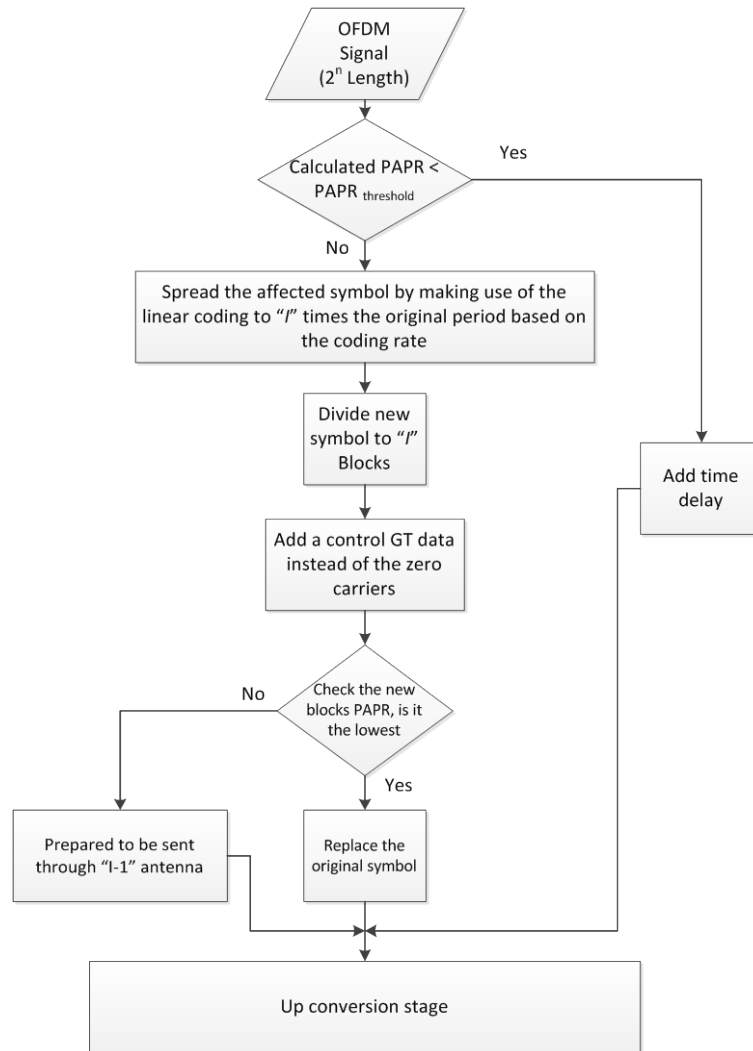 OFDM
Signal
(2ⁿ Length)
Calculated PAPR <
PAPR threshold
Yes
No
Spread the affected symbol by making use of the
linear coding to “I” times the original period based on
the coding rate
Divide new
symbol to “I”
Blocks
Add time
delay
Add a control GT data
instead of the zero
carriers
Check the new
blocks PAPR, is it
the lowest
No
Yes
Prepared to be sent
through “I-1” antenna
Replace the
original symbol
Up conversion stage